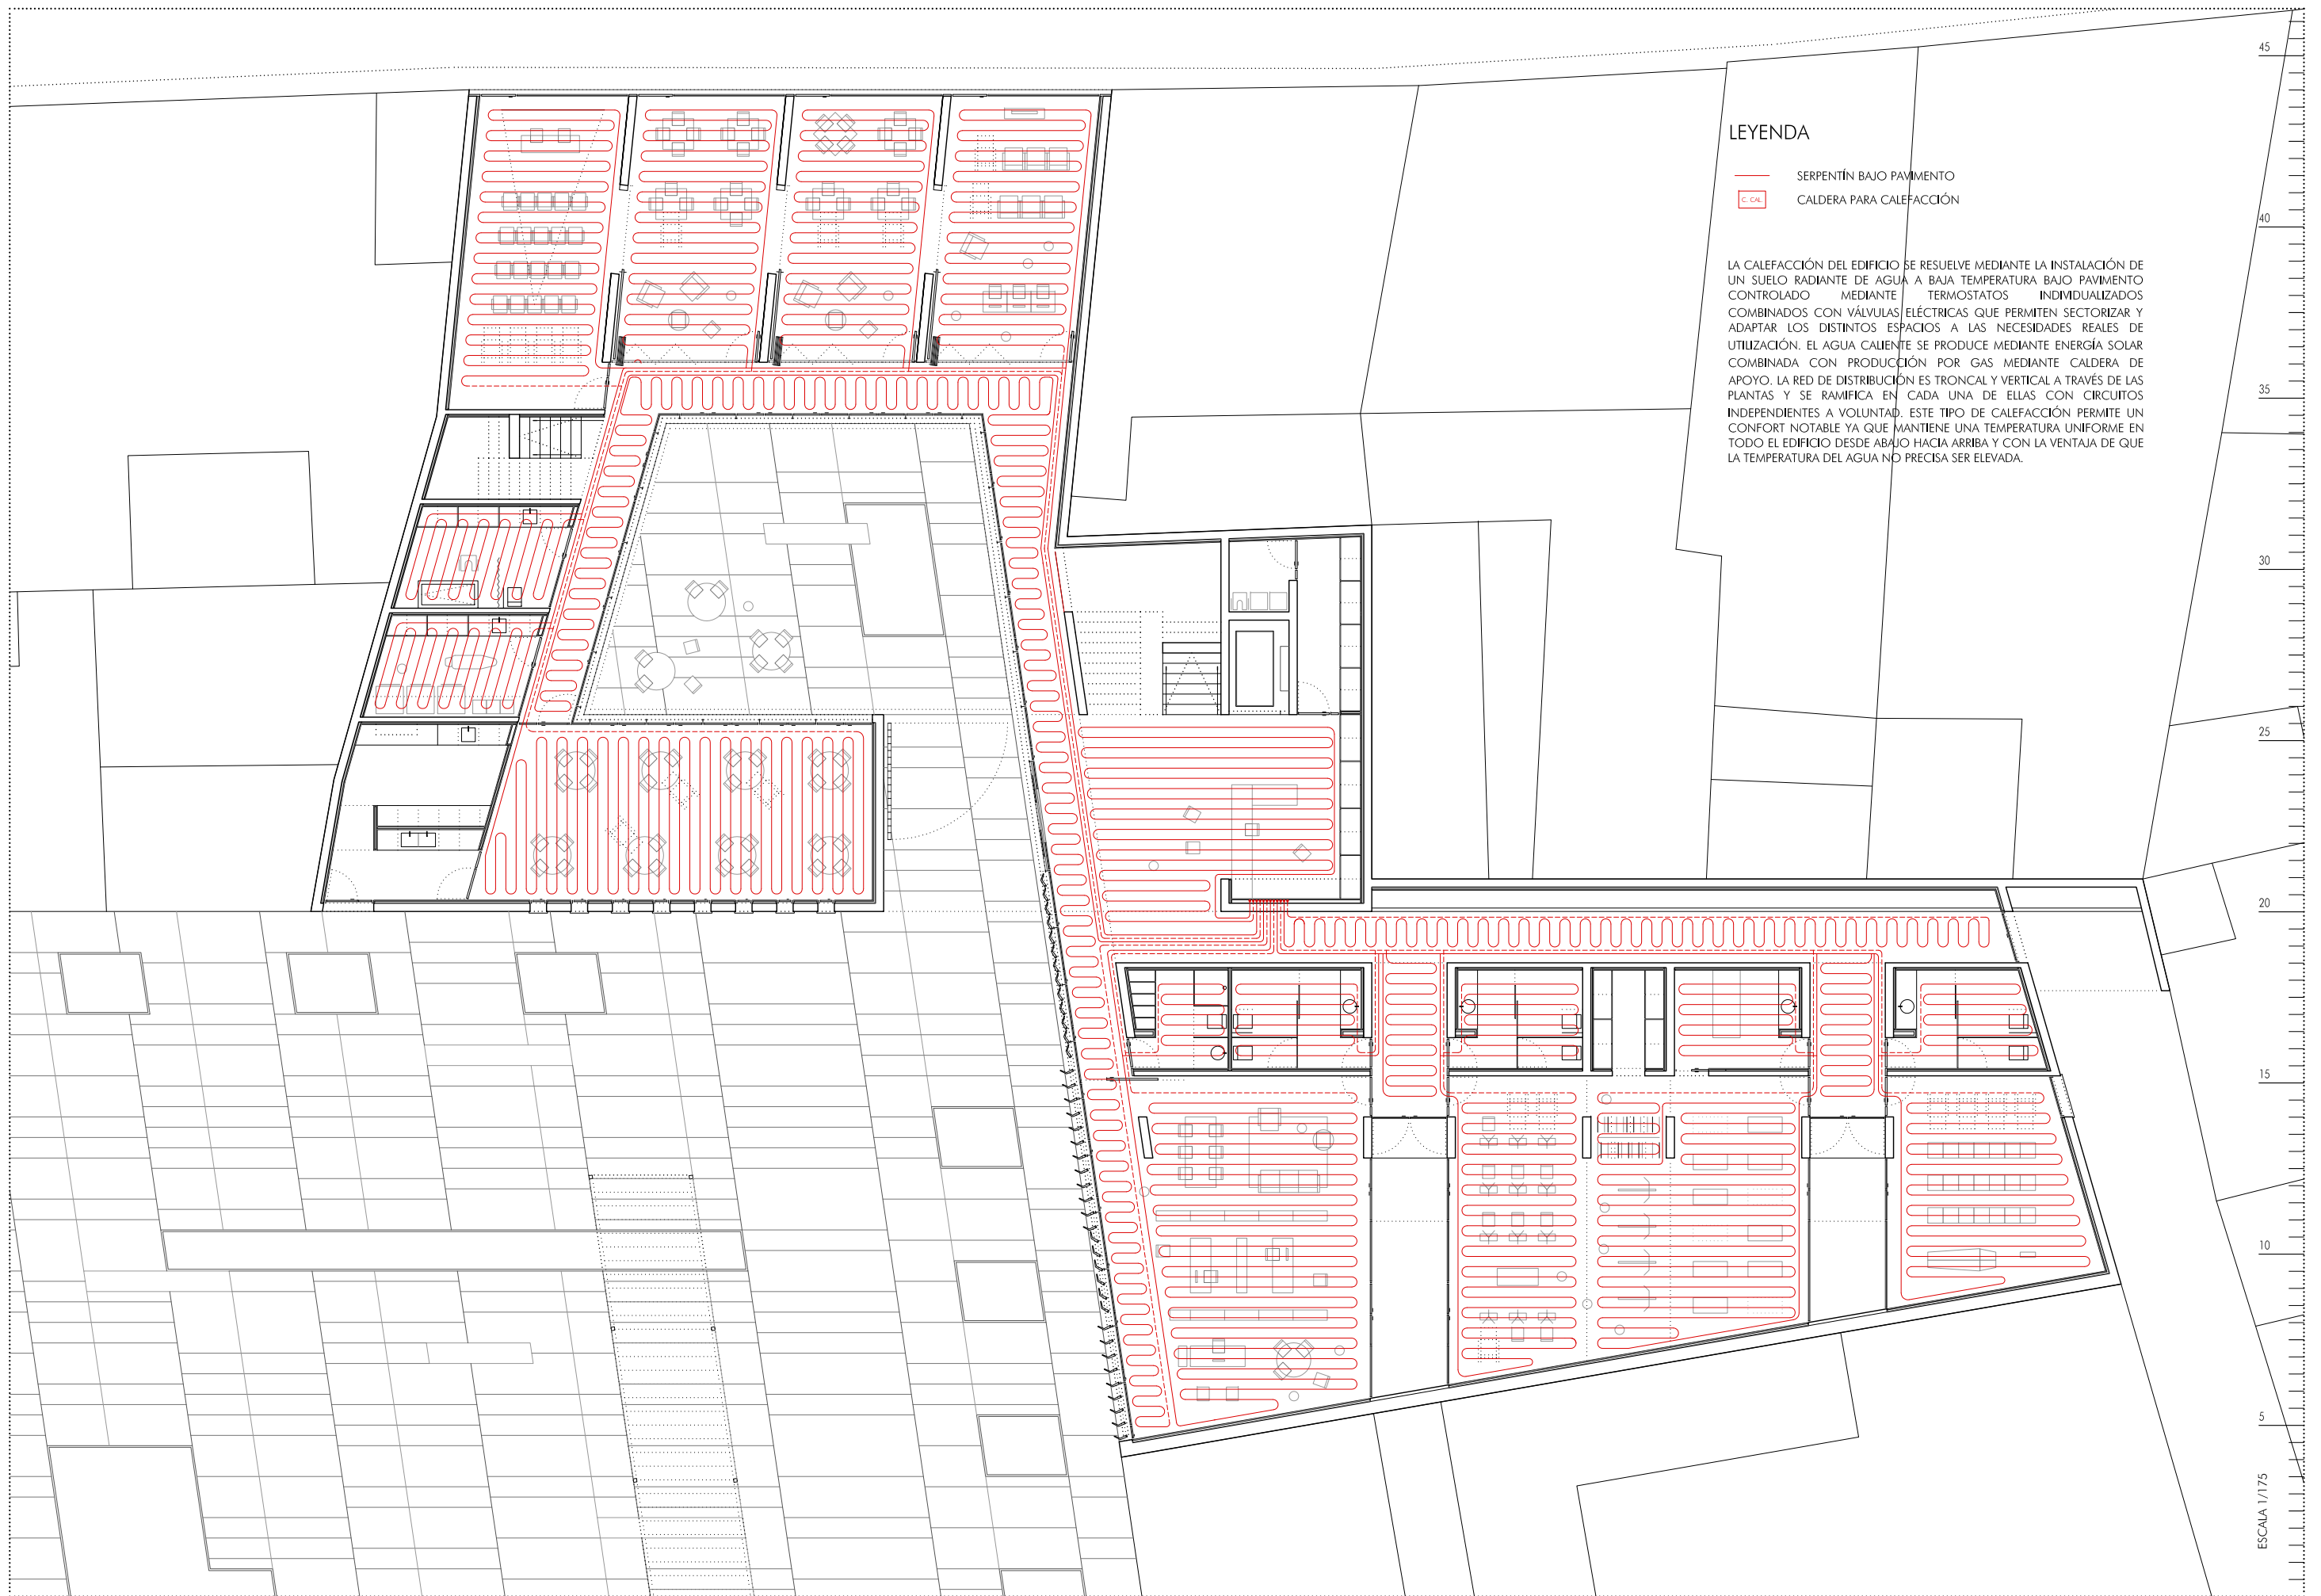 LEYENDA
SERPENTÍN BAJO PAVIMENTO
C. CAL.
CALDERA PARA CALEFACCIÓN
LA CALEFACCIÓN DEL EDIFICIO SE RESUELVE MEDIANTE LA INSTALACIÓN DE
UN SUELO RADIANTE DE AGUA A BAJA TEMPERATURA BAJO PAVIMENTO
CONTROLADO MEDIANTE TERMOSTATOS INDIVIDUALIZADOS
COMBINADOS CON VÁLVULAS ELÉCTRICAS QUE PERMITEN SECTORIZAR Y
ADAPTAR LOS DISTINTOS ESPACIOS A LAS NECESIDADES REALES DE
UTILIZACIÓN. EL AGUA CALIENTE SE PRODUCE MEDIANTE ENERGÍA SOLAR
COMBINADA CON PRODUCCIÓN POR GAS MEDIANTE CALDERA DE
APOYO. LA RED DE DISTRIBUCIÓN ES TRONCAL Y VERTICAL A TRAVÉS DE LAS
PLANTAS Y SE RAMIFICA EN CADA UNA DE ELLAS CON CIRCUITOS
INDEPENDIENTES A VOLUNTAD. ESTE TIPO DE CALEFACCIÓN PERMITE UN
CONFORT NOTABLE YA QUE MANTIENE UNA TEMPERATURA UNIFORME EN
TODO EL EDIFICIO DESDE ABAJO HACIA ARRIBA Y CON LA VENTAJA DE QUE
LA TEMPERATURA DEL AGUA NO PRECISA SER ELEVADA.
45
40
35
30
25
20
15
10
5
ESCALA 1/175